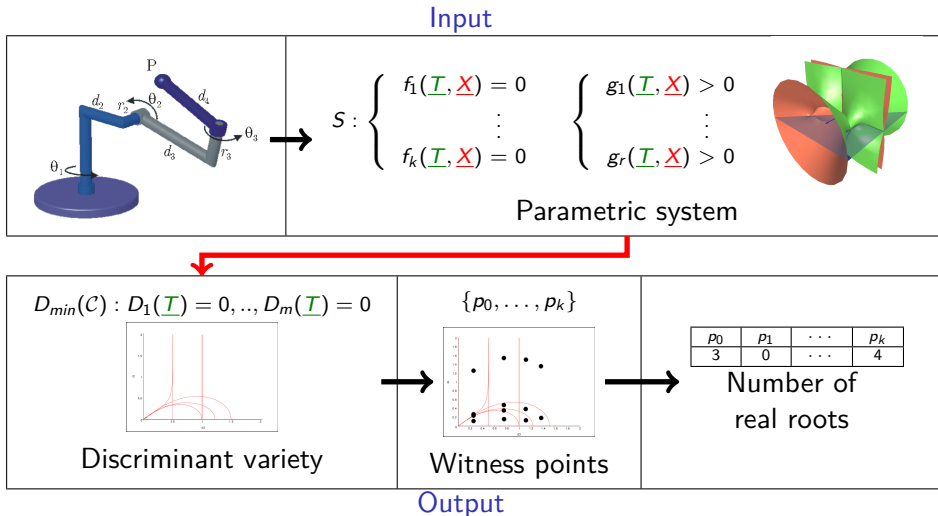 Input
P
d₂
r₂
θ₂
d₄
θ₃
d₃
r₃
θ₁
S :
f₁(T, X) = 0
⋮
fₖ(T, X) = 0
g₁(T, X) > 0
⋮
gᵣ(T, X) > 0
Parametric system
Dₘᵢₙ(𝒞) : D₁(T) = 0, .., Dₘ(T) = 0
Discriminant variety
{p₀, . . . , pₖ}
Witness points
p₀ p₁ · · · pₖ
3 0 · · · 4
Number of
real roots
Output